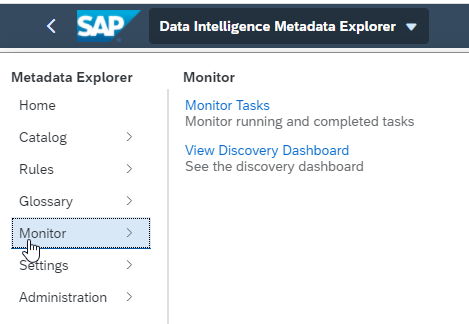 SAP Data Intelligence Metadata Explorer
Metadata Explorer
Home
Catalog
Rules
Glossary
Monitor
Settings
Administration
Monitor
Monitor Tasks
Monitor running and completed tasks
View Discovery Dashboard
See the discovery dashboard